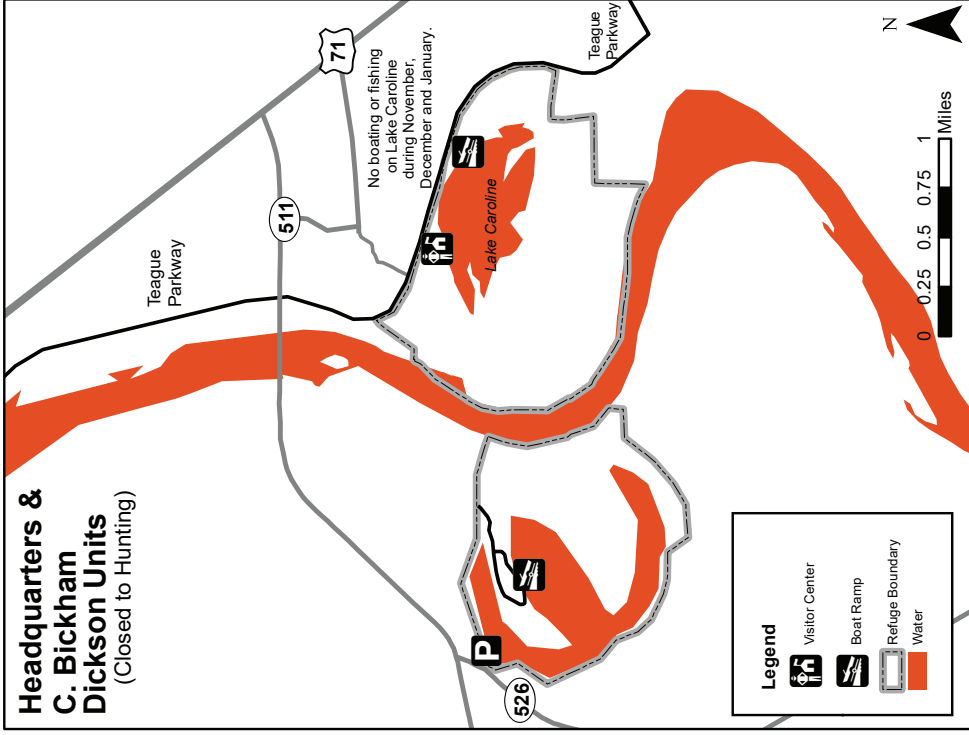 Headquarters &
C. Bickham
Dickson Units
(Closed to Hunting)
Teague
Parkway
511
71
No boating or fishing
on Lake Caroline
during November,
December and January.
Teague
Parkway
Lake Caroline
P
526
N
Legend
Visitor Center
Boat Ramp
Refuge Boundary
Water
0 0.25 0.5 0.75 1
Miles